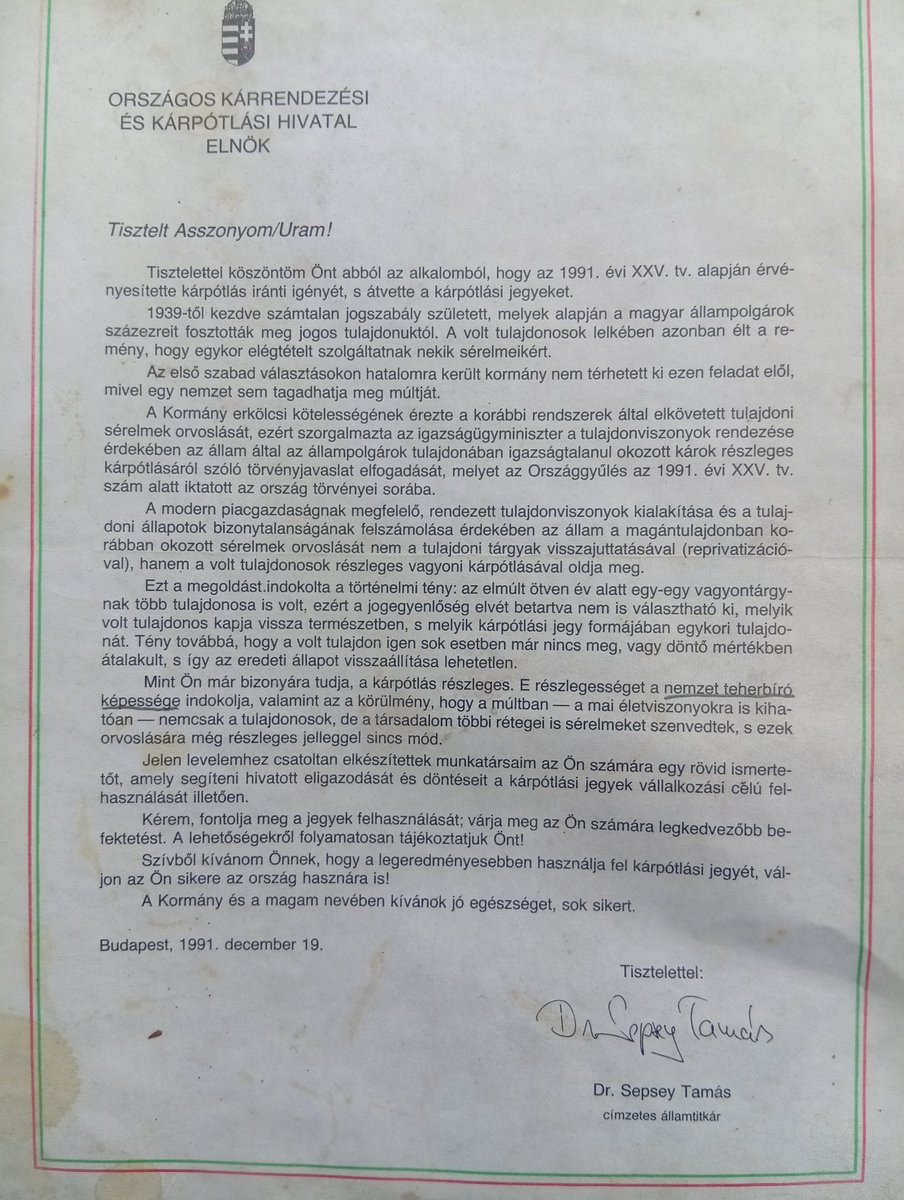 ORSZÁGOS KÁRRENDEZÉSI
ÉS KÁRPÓTLÁSI HIVATAL
ELNÖK
Tisztelt Asszonyom/Uram!
Tisztelettel köszöntöm Önt abból az alkalomból, hogy az 1991. évi XXV. tv. alapján érvé-
nyesítette kárpótlás iránti igényét, s átvette a kárpótlási jegyeket.
1939-től kezdve számtalan jogszabály született, melyek alapján a magyar állampolgárok
százezreit fosztották meg jogos tulajdonuktól. A volt tulajdonosok lelkében azonban élt a re-
mény, hogy egykor elégtételt szolgáltatnak nekik sérelmeikért.
Az első szabad választásokon hatalomra került kormány nem térhetett ki ezen feladat elől,
mivel egy nemzet sem tagadhatja meg múltját.
A Kormány erkölcsi kötelességének érezte a korábbi rendszerek által elkövetett tulajdoni
sérelmek orvoslását, ezért szorgalmazta az igazságügyminiszter a tulajdonviszonyok rendezése
érdekében az állam által az állampolgárok tulajdonában igazságtalanul okozott károk részleges
kárpótlásáról szóló törvényjavaslat elfogadását, melyet az Országgyűlés az 1991. évi XXV. tv.
szám alatt iktatott az ország törvényei sorába.
A modern piacgazdaságnak megfelelő, rendezett tulajdonviszonyok kialakítása és a tulaj-
doni állapotok bizonytalanságának felszámolása érdekében az állam a magántulajdonban ko-
rábban okozott sérelmek orvoslását nem a tulajdoni tárgyak visszajuttatásával (reprivatizáció-
val), hanem a volt tulajdonosok részleges vagyoni kárpótlásával oldja meg.
Ezt a megoldást indokolta a történelmi tény: az elmúlt ötven év alatt egy-egy vagyontárgy-
nak több tulajdonosa is volt, ezért a jogegyenlőség elvét betartva nem is választható ki, melyik
volt tulajdonos kapja vissza természetben, s melyik kárpótlási jegy formájában egykori tulajdo-
nát. Tény továbbá, hogy a volt tulajdon igen sok esetben már nincs meg, vagy döntő mértékben
átalakult, s így az eredeti állapot visszaállítása lehetetlen.
Mint Ön már bizonyára tudja, a kárpótlás részleges. E részlegességet a nemzet teherbíró
képessége indokolja, valamint az a körülmény, hogy a múltban — a mai életviszonyokra is kiha-
tóan — nemcsak a tulajdonosok, de a társadalom többi rétegei is sérelmeket szenvedtek, s ezek
orvoslására még részleges jelleggel sincs mód.
Jelen levelemhez csatoltan elkészítettek munkatársaim az Ön számára egy rövid ismerte-
tőt, amely segíteni hivatott eligazodását és döntéseit a kárpótlási jegyek vállalkozási célú fel-
használását illetően.
Kérem, fontolja meg a jegyek felhasználását; várja meg az Ön számára legkedvezőbb be-
fektetést. A lehetőségekről folyamatosan tájékoztatjuk Önt!
Szívből kívánom Önnek, hogy a legeredményesebben használja fel kárpótlási jegyét, vál-
jon az Ön sikere az ország hasznára is!
A Kormány és a magam nevében kívánok jó egészséget, sok sikert.
Budapest, 1991. december 19.
Tisztelettel:
Dr Sepsey Tamás
Dr. Sepsey Tamás
címzetes államtitkár